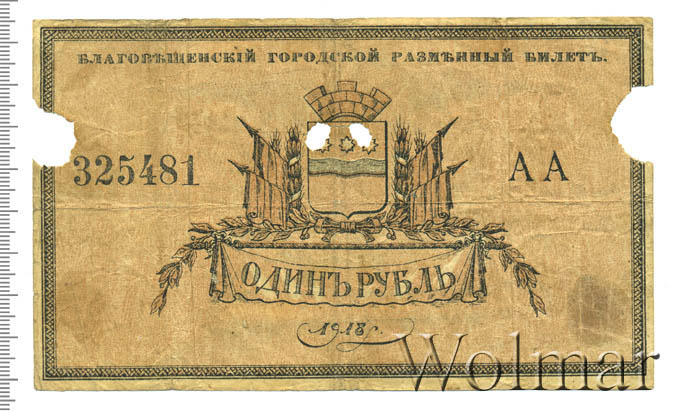 БЛАГОВѢЩЕНСКІЙ ГОРОДСКОЙ РАЗМѢННЫЙ БИЛЕТЪ.
325481 АА
ОДИНЪ РУБЛЬ
1918 г.
Wolmar